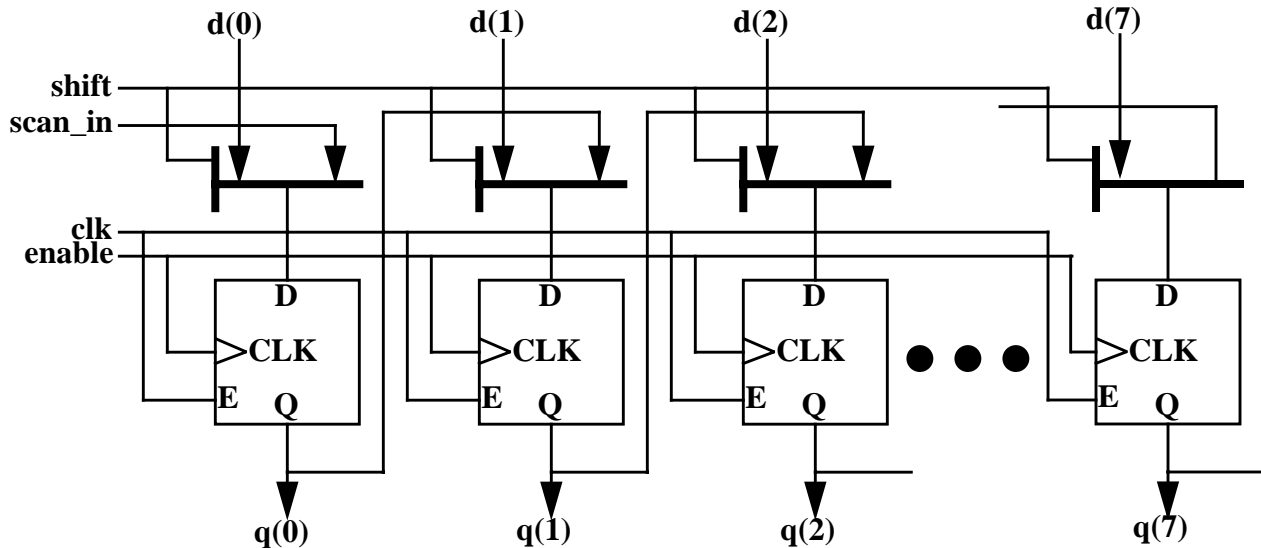 d(0) d(1) d(2) d(7)
shift
scan_in
clk
enable
D D D D
CLK CLK CLK CLK
E Q E Q E Q E Q
q(0) q(1) q(2) q(7)